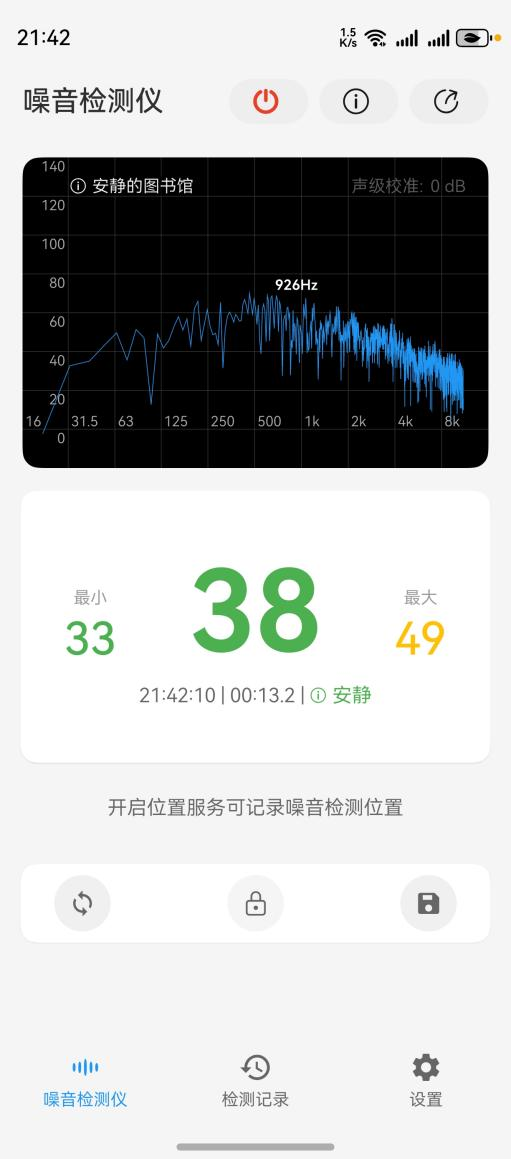 21:42
1.5
K/s
噪音检测仪
140
安静的图书馆
声级校准: 0 dB
120
100
80
926Hz
60
40
20
16 31.5 63 125 250 500 1k 2k 4k 8k
0
最小
33
38
最大
49
21:42:10 | 00:13.2 | 安静
开启位置服务可记录噪音检测位置
噪音检测仪
检测记录
设置